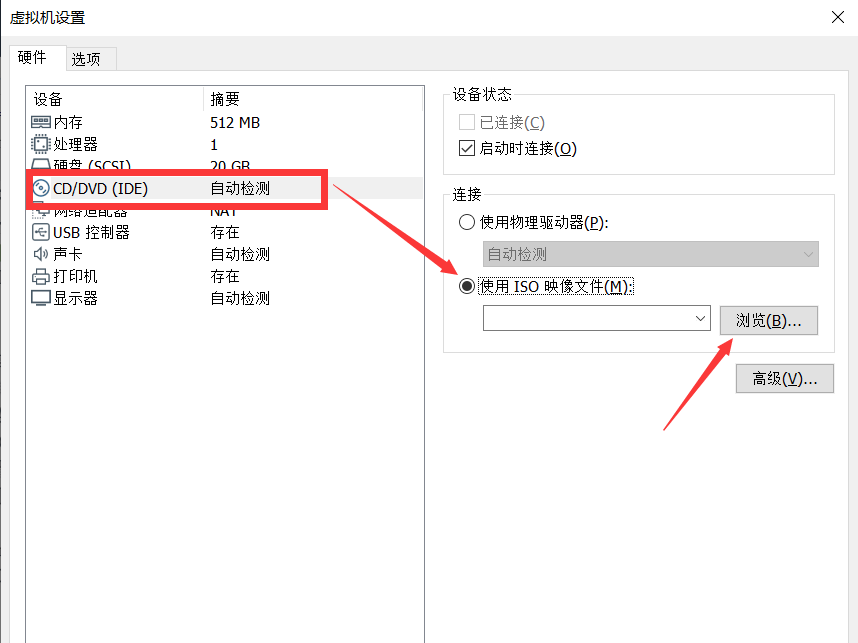 虚拟机设置
硬件 选项
设备 摘要
内存 512 MB
处理器 1
硬盘 (SCSI) 20 GB
CD/DVD (IDE) 自动检测
网络适配器 NAT
USB 控制器 存在
声卡 自动检测
打印机 存在
显示器 自动检测
设备状态
已连接(C)
启动时连接(O)
连接
使用物理驱动器(P):
自动检测
使用 ISO 映像文件(M):
浏览(B)...
高级(V)...